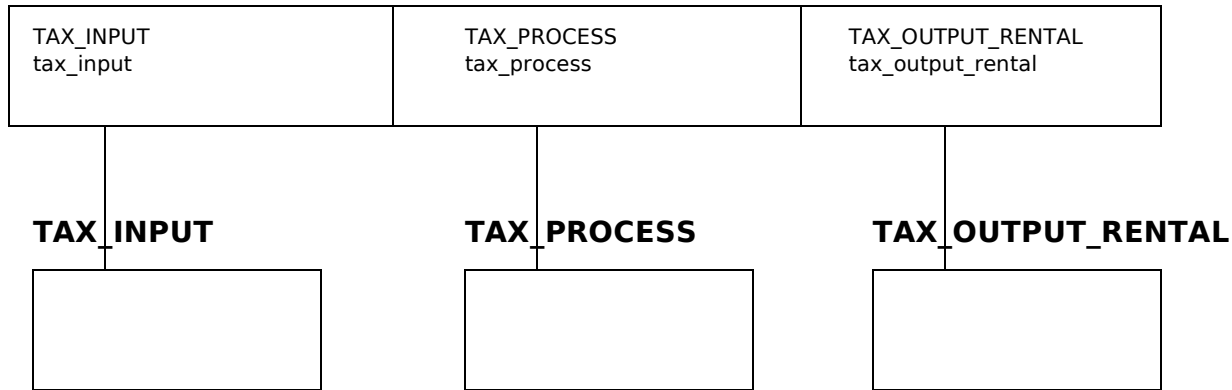 TAX_INPUT
tax_input
TAX_PROCESS
tax_process
TAX_OUTPUT_RENTAL
tax_output_rental
TAX_INPUT
TAX_PROCESS
TAX_OUTPUT_RENTAL